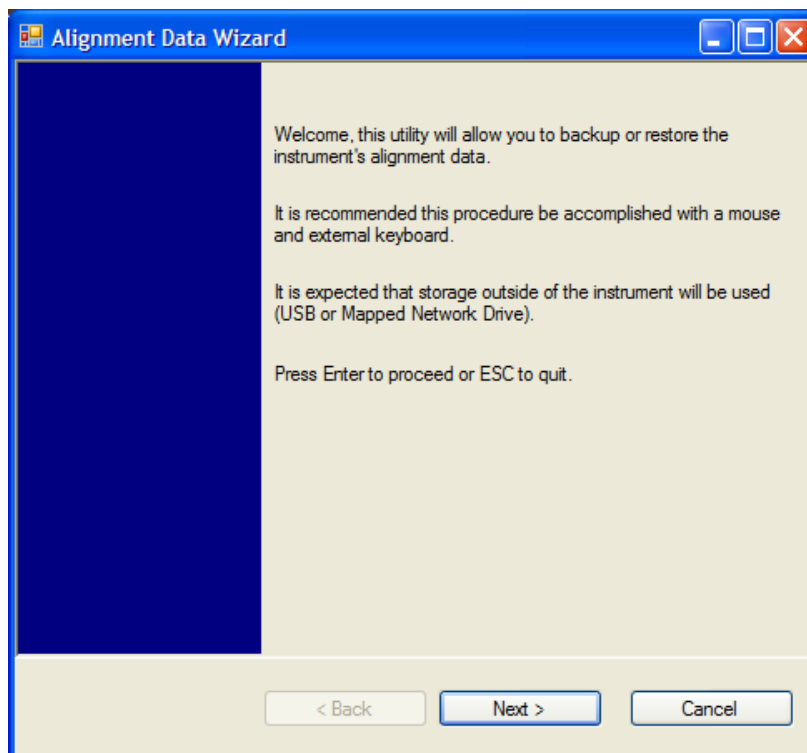 Alignment Data Wizard
Welcome, this utility will allow you to backup or restore the
instrument's alignment data.
It is recommended this procedure be accomplished with a mouse
and external keyboard.
It is expected that storage outside of the instrument will be used
(USB or Mapped Network Drive).
Press Enter to proceed or ESC to quit.
< Back Next > Cancel